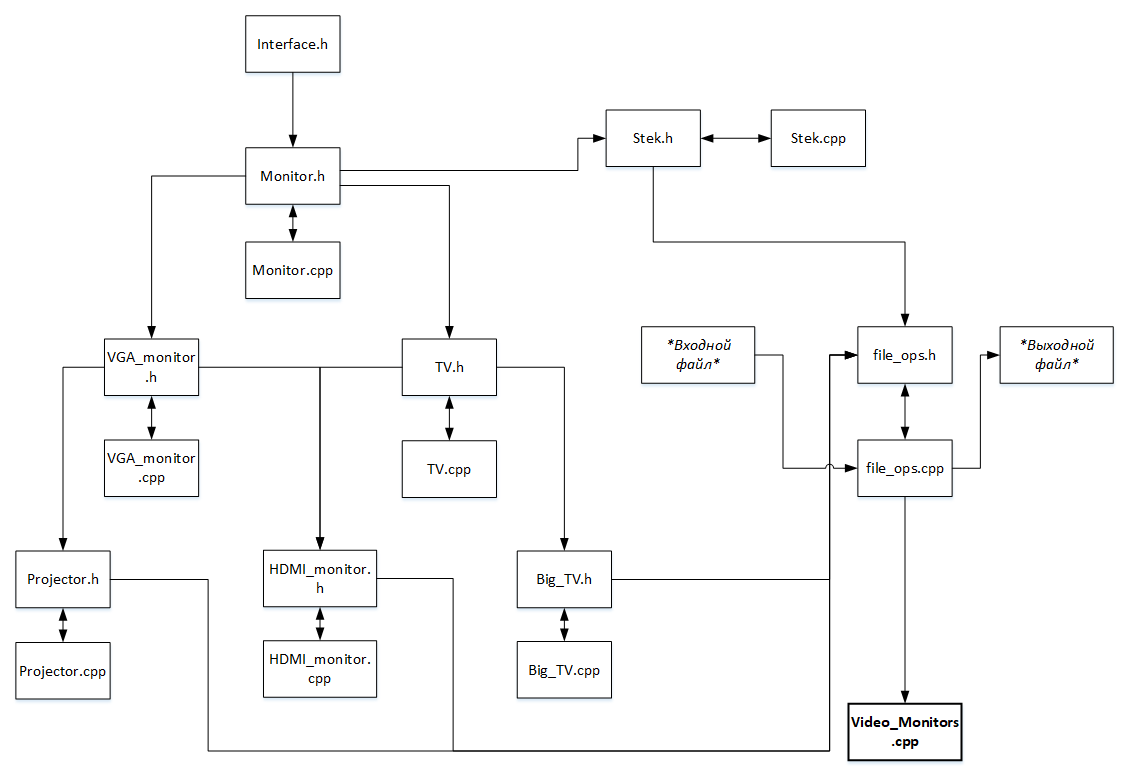 Interface.h
Stek.h
Stek.cpp
Monitor.h
Monitor.cpp
VGA_monitor
.h
TV.h
*Входной
файл*
file_ops.h
*Выходной
файл*
VGA_monitor
.cpp
TV.cpp
file_ops.cpp
Projector.h
HDMI_monitor.
h
Big_TV.h
Projector.cpp
HDMI_monitor.
cpp
Big_TV.cpp
Video_Monitors
.cpp